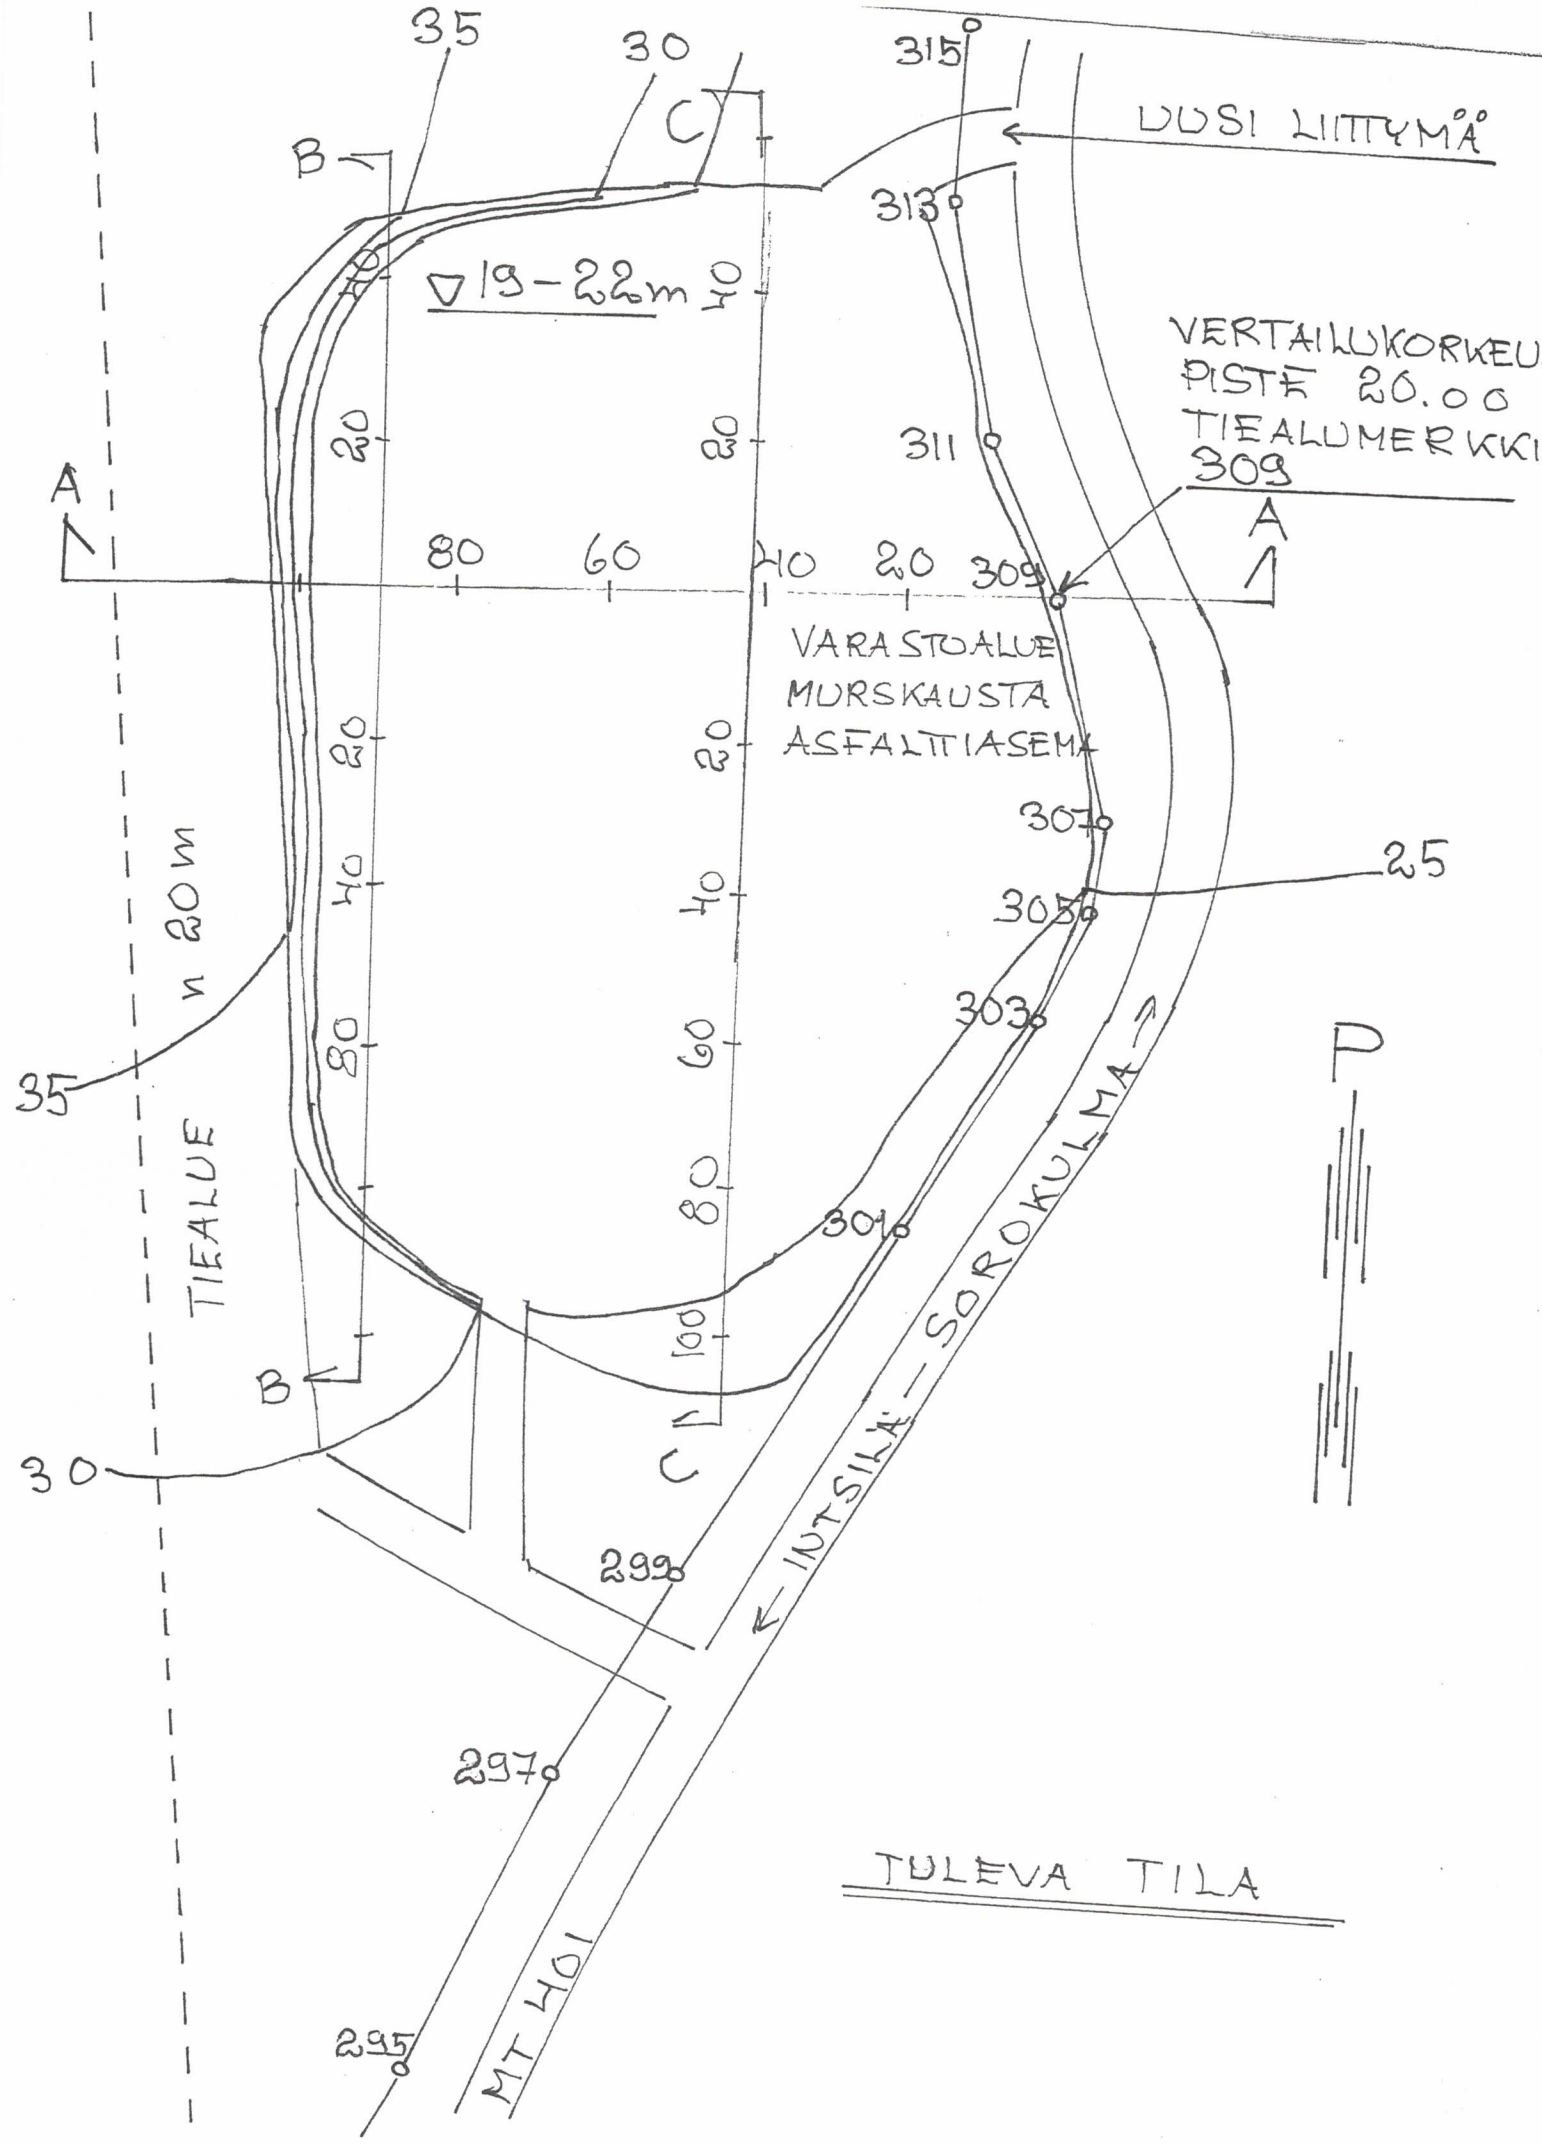 35
30
315
C
UUSI LIITTYMÅ
B
313
40
▽19-22m
40
VERTAILUKORKEU
PISTE 20.00
TIEALUMERKKI
309
20
20
311
A
A
80
60
40
20
309
VARASTOALUE
MURSKAUSTA
ASFALTTIASEMA
20
20
307
25
n 20m
40
40
305
303
P
35
80
60
TIEALUE
80
301
100
B
C
30
← INTSILÄ — SOROKULMA →
299
297
TULEVA TILA
MT 401
295